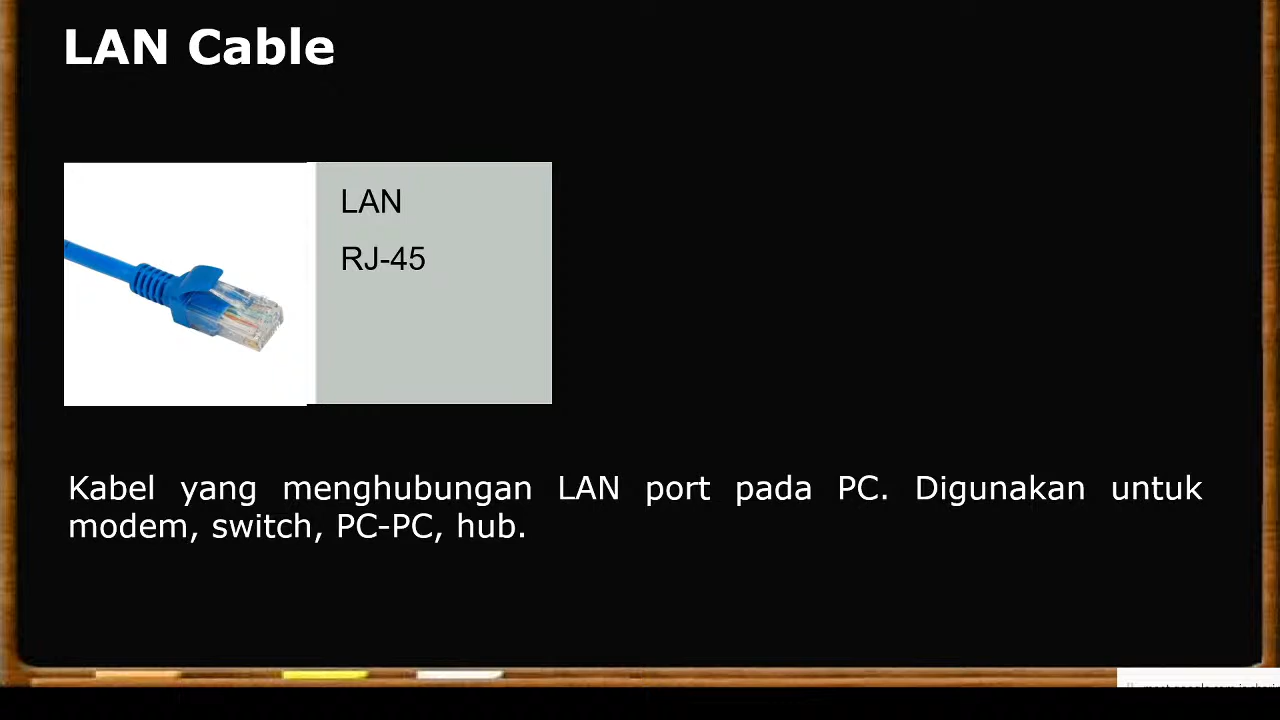 LAN Cable
LAN
RJ-45
Kabel yang menghubungan LAN port pada PC. Digunakan untuk
modem, switch, PC-PC, hub.